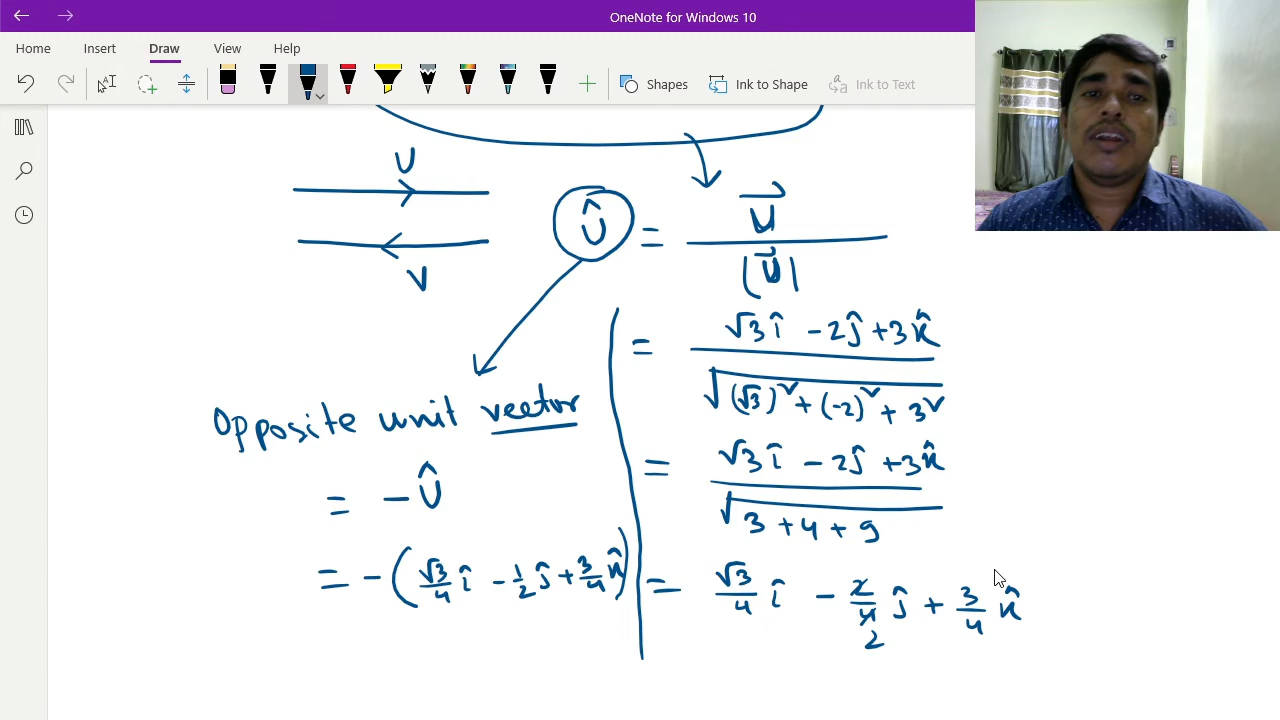 OneNote for Windows 10
Home Insert Draw View Help
Shapes Ink to Shape Ink to Text
U
V
Û = U⃗ / |U⃗|
= √3 î - 2ĵ + 3k̂ / √(√3)² + (-2)² + 3²
Opposite unit vector
= √3 î - 2ĵ + 3k̂ / √3 + 4 + 9
= - Û
= - (√3/4 î - 1/2 ĵ + 3/4 k̂)
= √3/4 î - 2/4 ĵ + 3/4 k̂
2